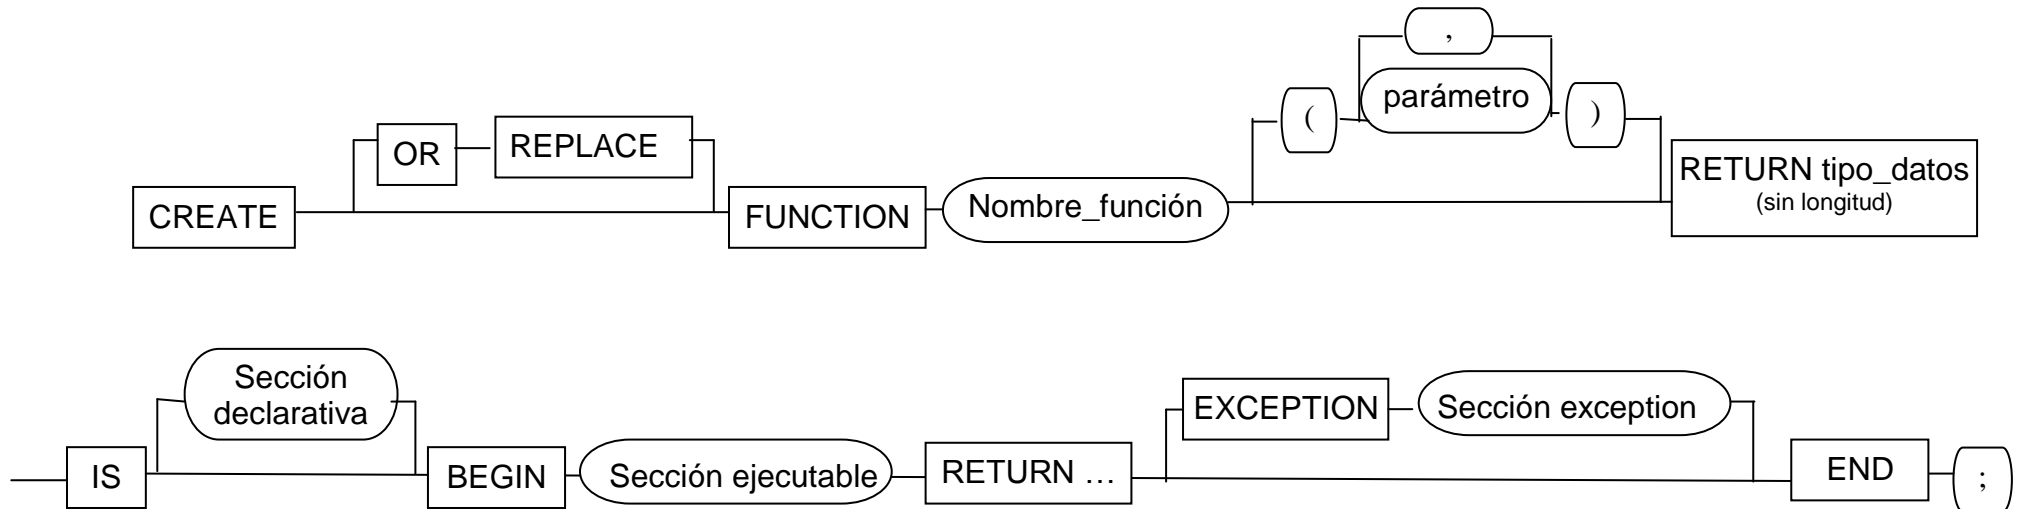 ,
( parámetro )
OR REPLACE
CREATE FUNCTION Nombre_función RETURN tipo_datos
(sin longitud)
Sección
declarativa
EXCEPTION Sección exception
IS BEGIN Sección ejecutable RETURN … END ;